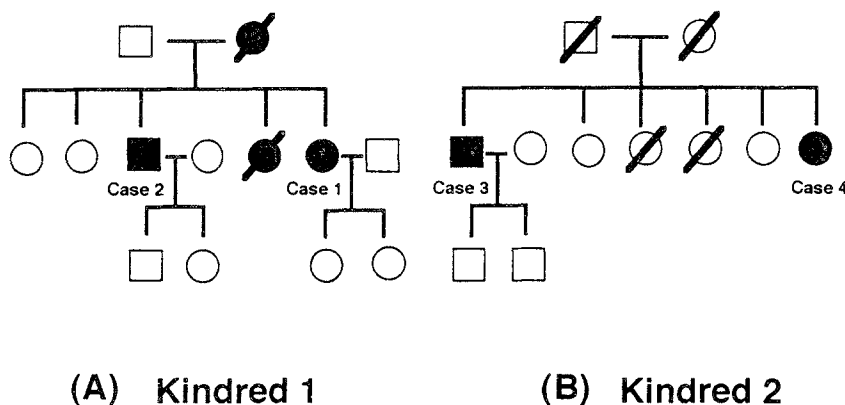 Case 2
Case 1
Case 3
Case 4
(A) Kindred 1
(B) Kindred 2